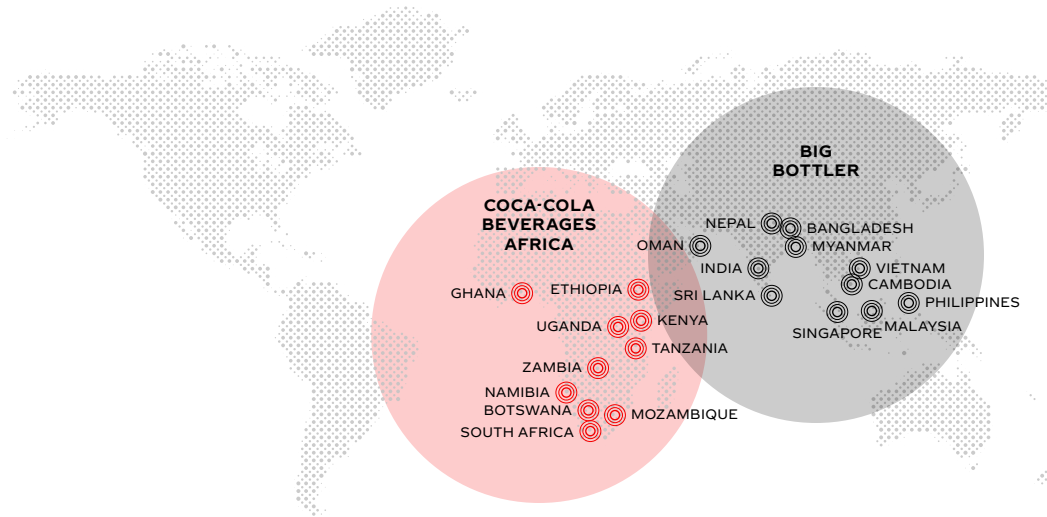 BIG
BOTTLER
COCA-COLA
BEVERAGES
AFRICA
NEPAL
BANGLADESH
OMAN
MYANMAR
INDIA
VIETNAM
CAMBODIA
GHANA
ETHIOPIA
SRI LANKA
PHILIPPINES
UGANDA
KENYA
SINGAPORE
MALAYSIA
TANZANIA
ZAMBIA
NAMIBIA
BOTSWANA
MOZAMBIQUE
SOUTH AFRICA